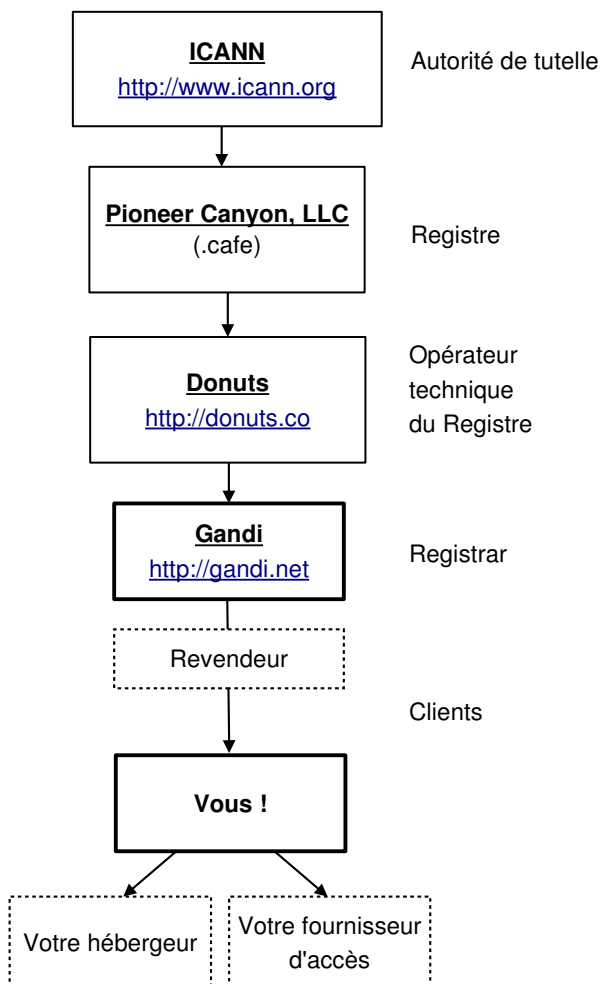 ICANN
http://www.icann.org
Autorité de tutelle
Pioneer Canyon, LLC
(.cafe)
Registre
Donuts
http://donuts.co
Opérateur
technique
du Registre
Gandi
http://gandi.net
Registrar
Revendeur
Clients
Vous !
Votre hébergeur
Votre fournisseur
d'accès